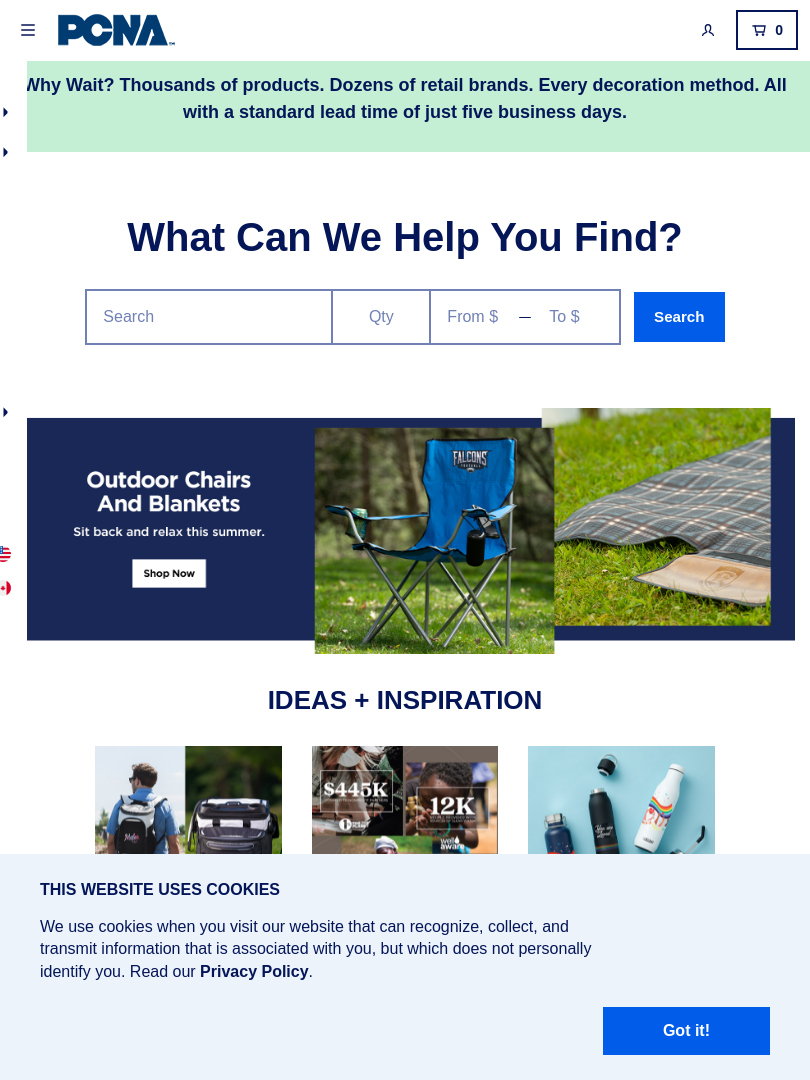 PCNA
0
Why Wait? Thousands of products. Dozens of retail brands. Every decoration method. All
with a standard lead time of just five business days.
What Can We Help You Find?
Search
Qty
From $
—
To $
Search
Outdoor Chairs
And Blankets
Sit back and relax this summer.
Shop Now
FALCONS
IDEAS + INSPIRATION
$445K
12K
well
aware
THIS WEBSITE USES COOKIES
We use cookies when you visit our website that can recognize, collect, and
transmit information that is associated with you, but which does not personally
identify you. Read our Privacy Policy.
Got it!